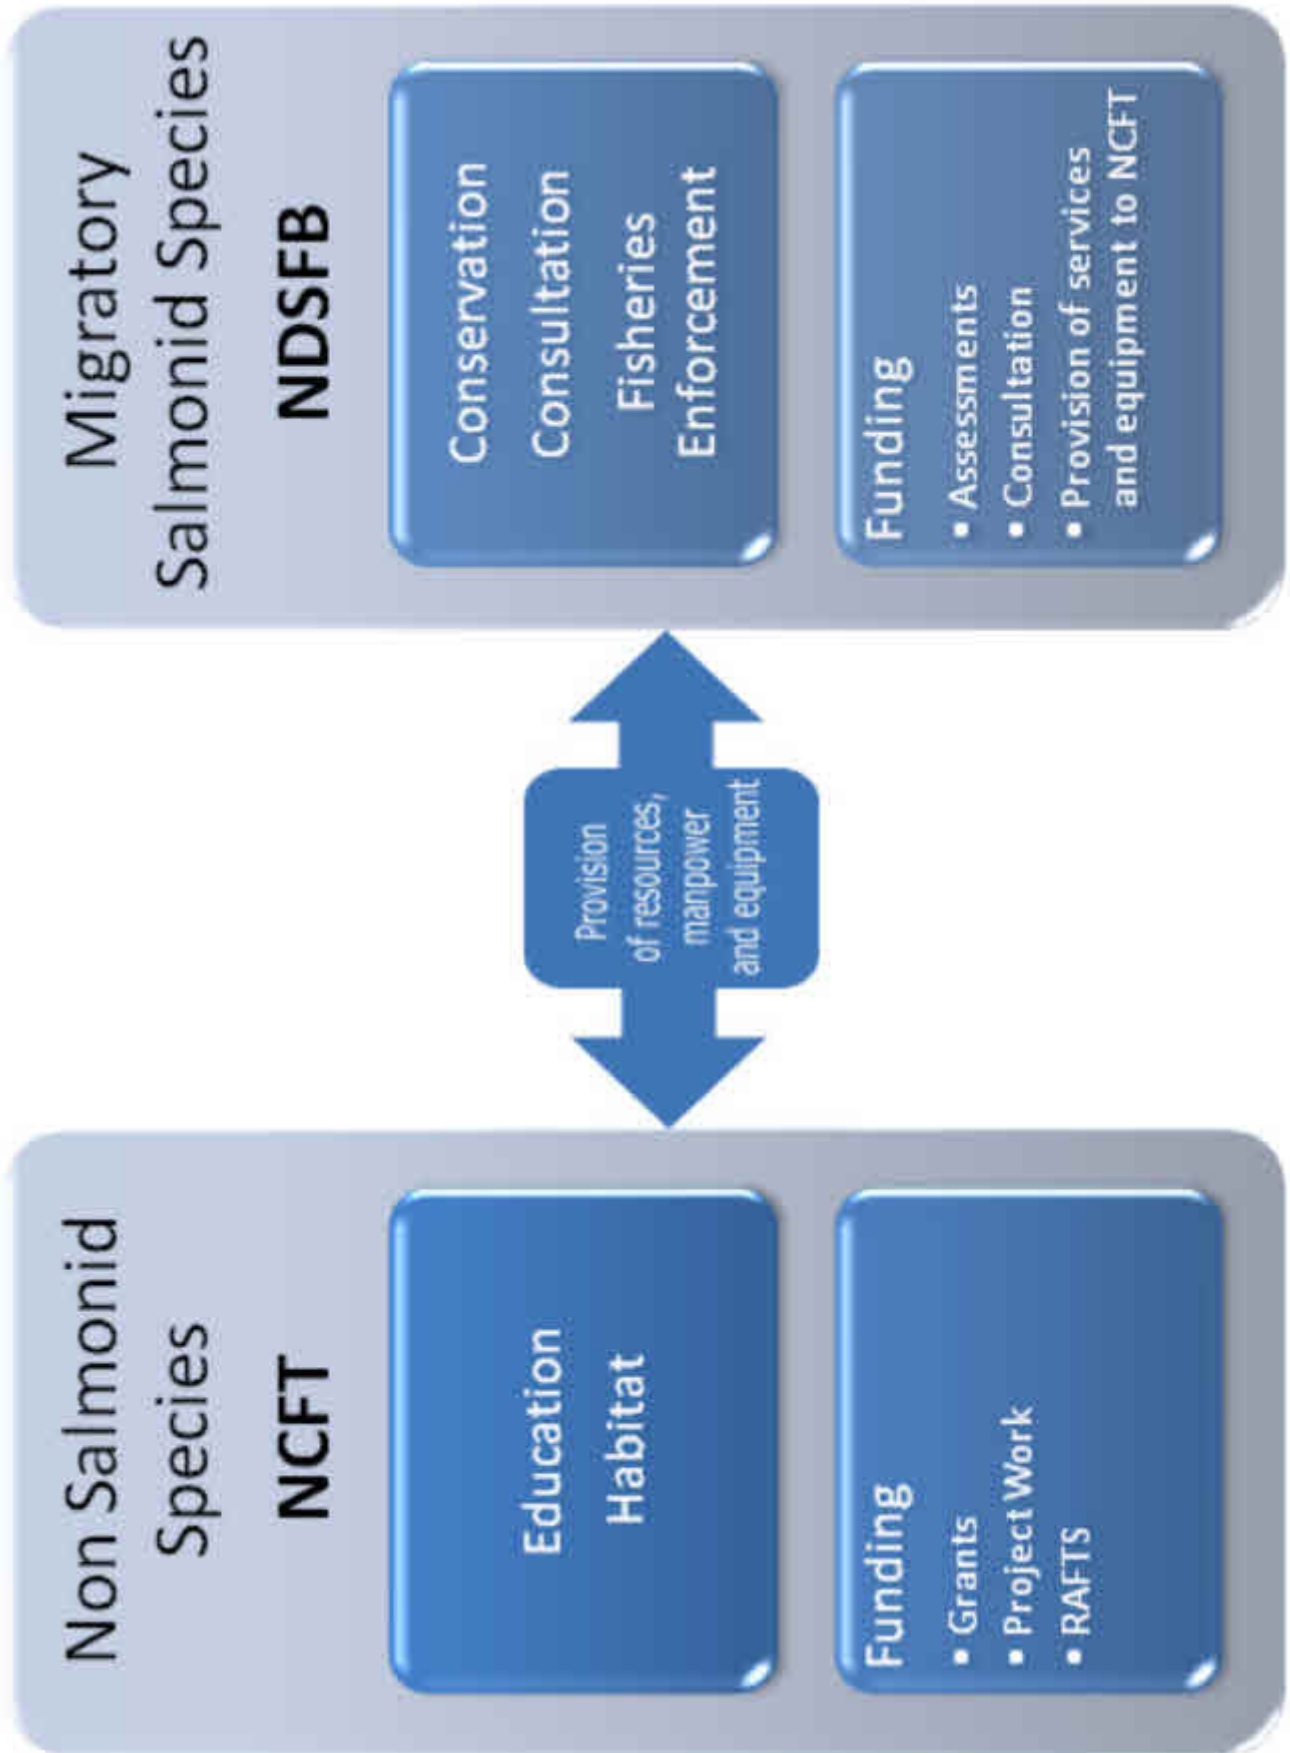 Non Salmonid
Species
NCFT
Education
Habitat
Funding
• Grants
• Project Work
• RAFTS
Provision
of resources,
manpower
and equipment
Migratory
Salmonid Species
NDSFB
Conservation
Consultation
Fisheries
Enforcement
Funding
• Assessments
• Consultation
• Provision of services
and equipment to NCFT